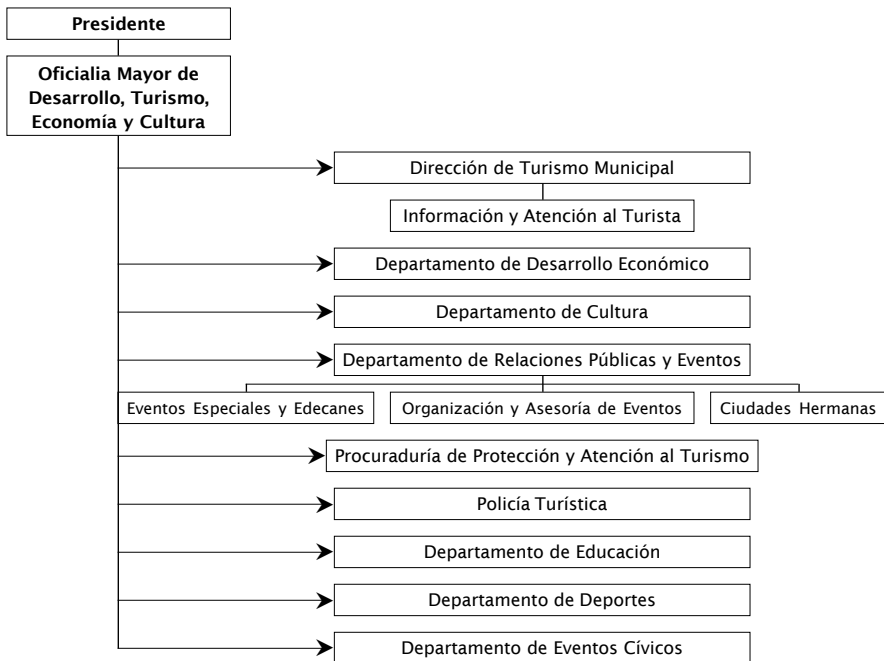 Presidente
Oficialia Mayor de
Desarrollo, Turismo,
Economía y Cultura
Dirección de Turismo Municipal
Información y Atención al Turista
Departamento de Desarrollo Económico
Departamento de Cultura
Departamento de Relaciones Públicas y Eventos
Eventos Especiales y Edecanes
Organización y Asesoría de Eventos
Ciudades Hermanas
Procuraduría de Protección y Atención al Turismo
Policía Turística
Departamento de Educación
Departamento de Deportes
Departamento de Eventos Cívicos